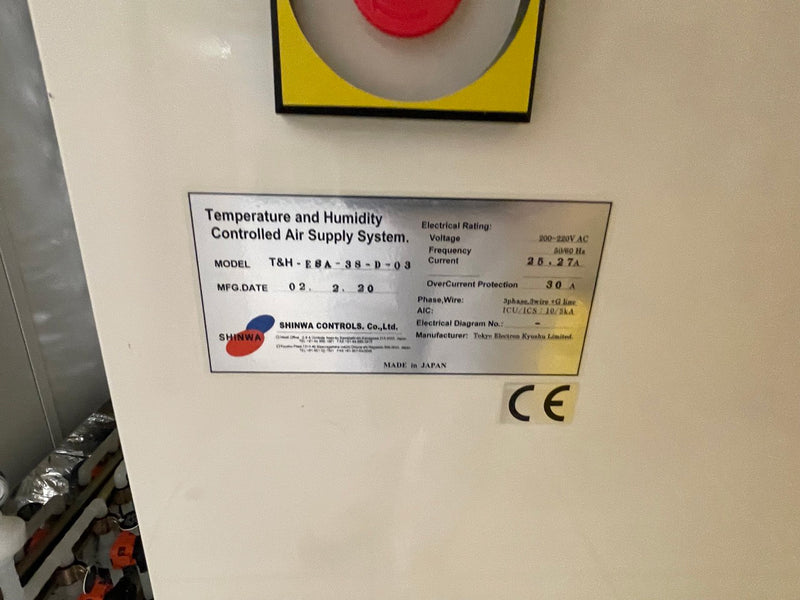 Temperature and Humidity
Controlled Air Supply System.
MODEL T&H-ESA-3S-D-03
MFG.DATE 02. 2. 20
SHINWA
SHINWA CONTROLS. Co.,Ltd.
Electrical Rating:
Voltage 200~220V AC
Frequency 50/60 Hz
Current 25.27A
OverCurrent Protection 30 A
Phase,Wire: 3phase,3wire +G line
AIC: ICU/ICS : 10/5kA
Electrical Diagram No.: -
Manufacturer: Tokyo Electron Kyushu Limited.
MADE in JAPAN
CE